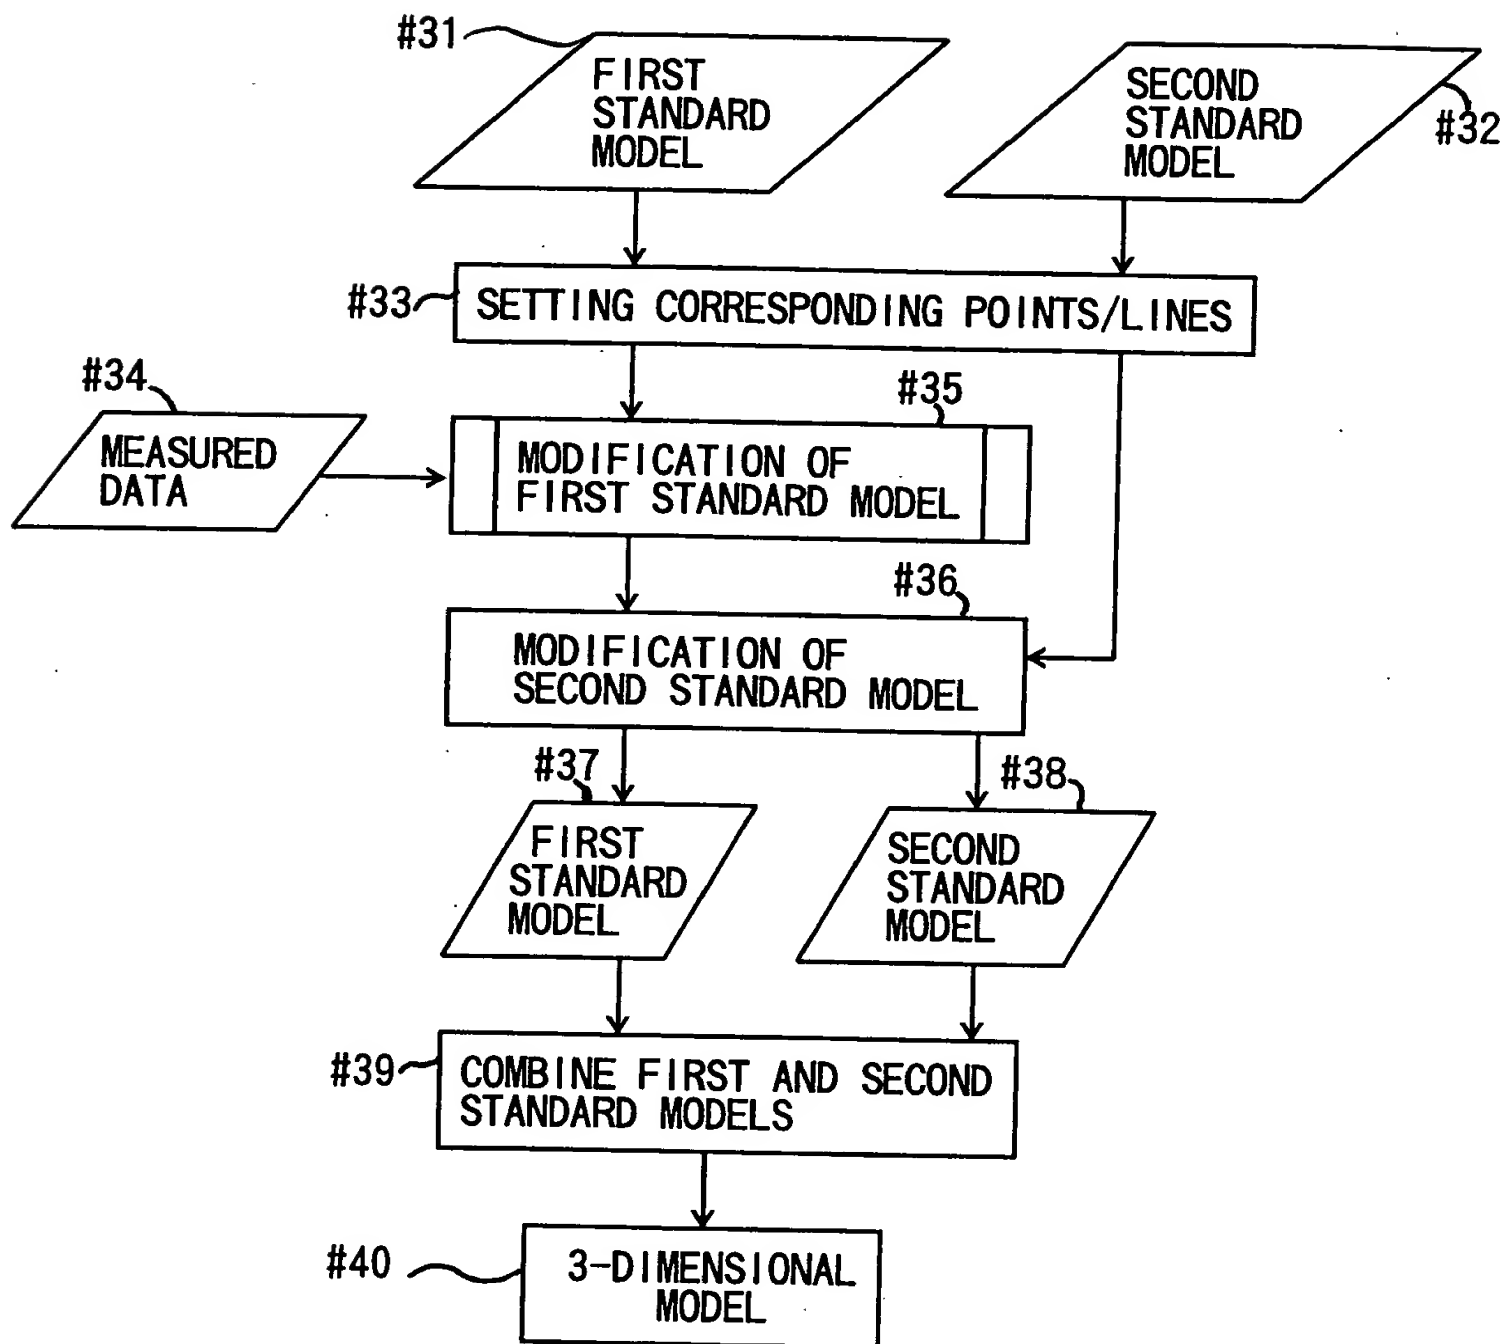 #31
FIRST
STANDARD
MODEL
SECOND
STANDARD
MODEL
#32
#33
SETTING CORRESPONDING POINTS/LINES
#34
MEASURED
DATA
#35
MODIFICATION OF
FIRST STANDARD MODEL
#36
MODIFICATION OF
SECOND STANDARD MODEL
#37
FIRST
STANDARD
MODEL
#38
SECOND
STANDARD
MODEL
#39
COMBINE FIRST AND SECOND
STANDARD MODELS
#40
3-DIMENSIONAL
MODEL